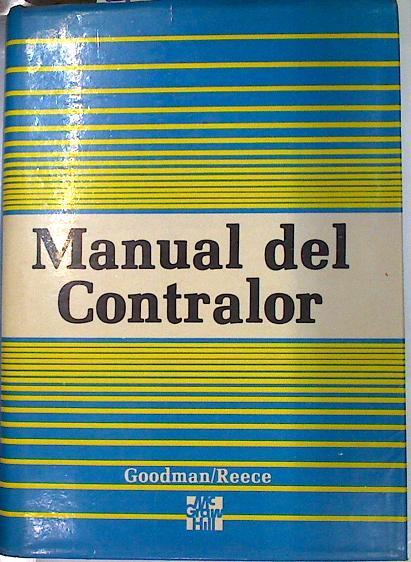 Manual del
Contralor
Goodman/Reece
Mc
Graw
Hill